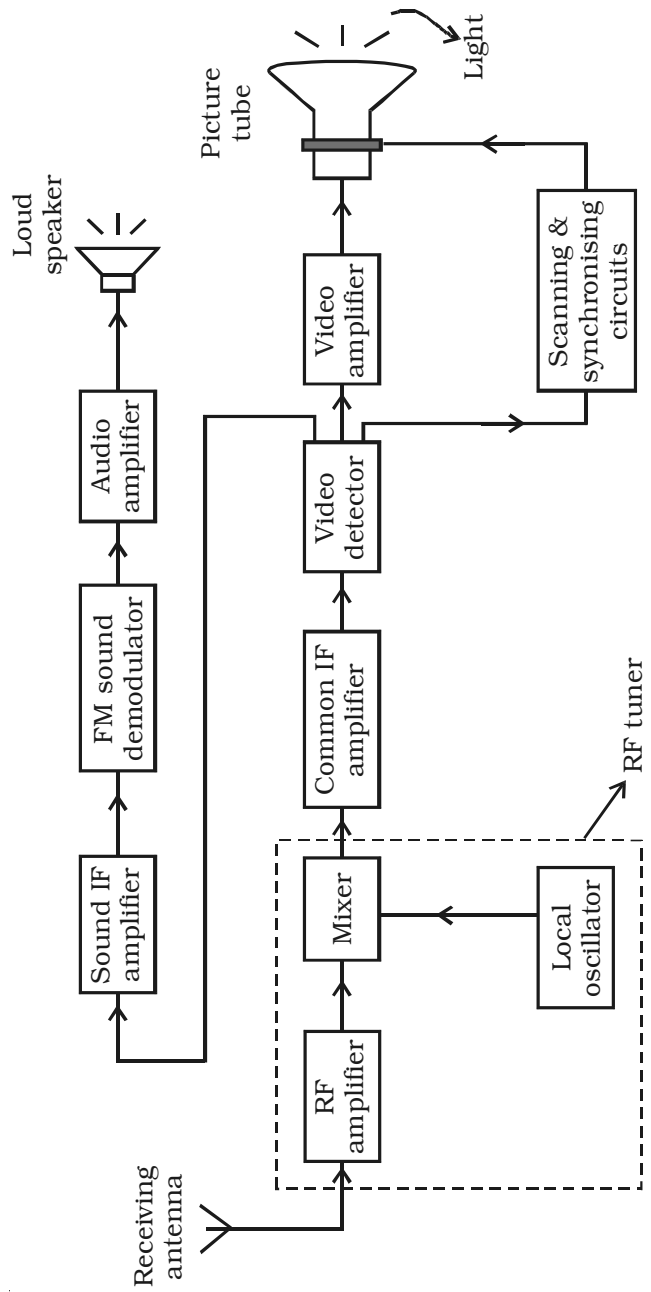 Receiving
antenna
RF
amplifier
Mixer
Local
oscillator
RF tuner
Common IF
amplifier
Video
detector
Video
amplifier
Picture
tube
Light
Scanning &
synchronising
circuits
Sound IF
amplifier
FM sound
demodulator
Audio
amplifier
Loud
speaker